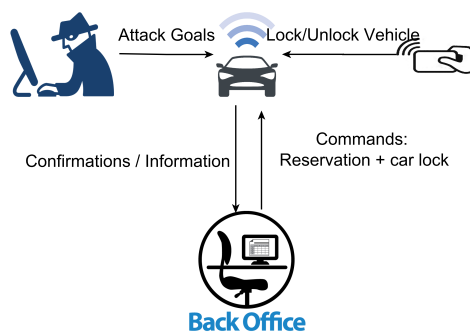 Attack Goals
Lock/Unlock Vehicle
Confirmations / Information
Commands:
Reservation + car lock
Back Office